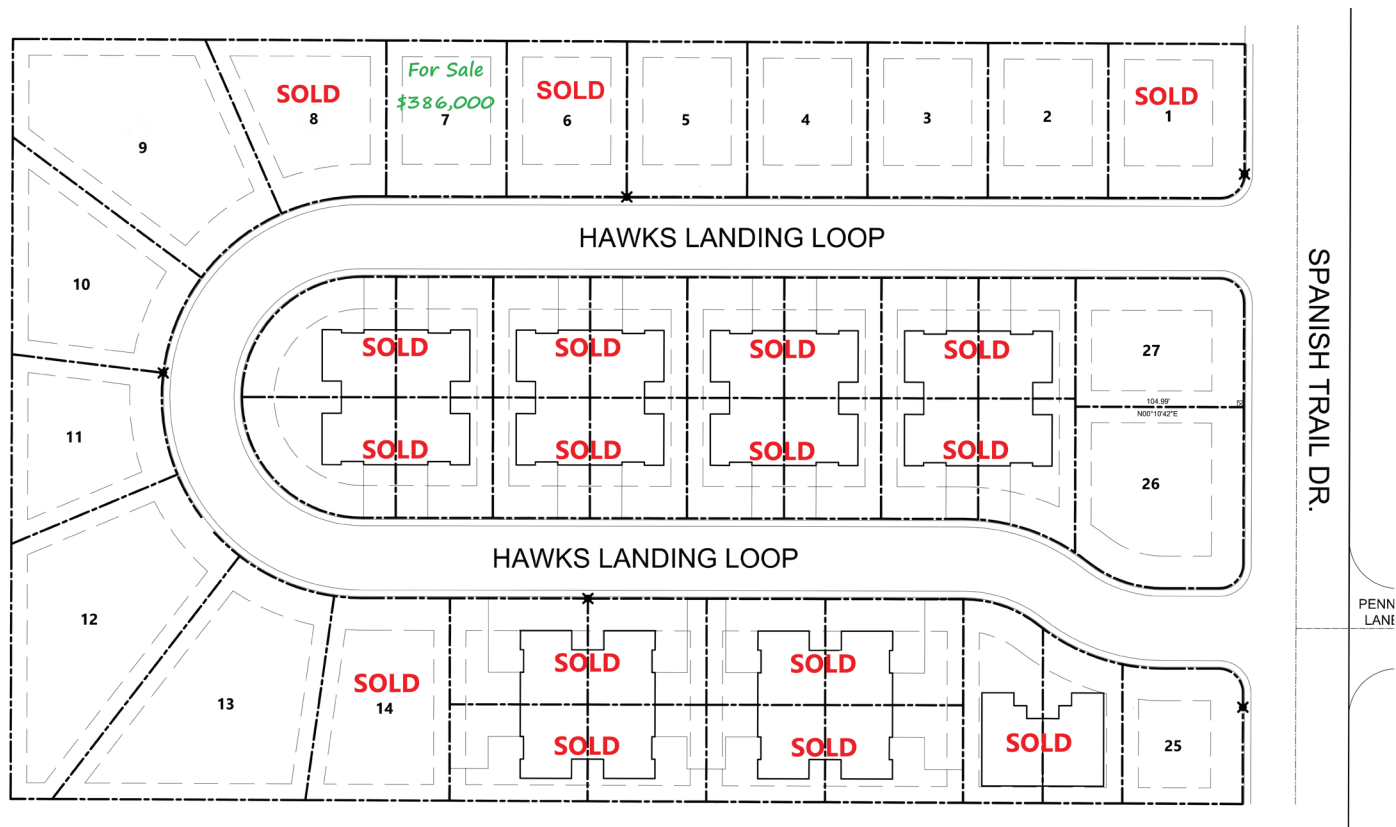 For Sale
$386,000
SOLD
8
7
SOLD
6
5
4
3
2
SOLD
1
9
HAWKS LANDING LOOP
SPANISH TRAIL DR.
10
11
12
13
SOLD
SOLD
SOLD
SOLD
27
104.99'
N00°10'42"E
SOLD
SOLD
SOLD
SOLD
26
HAWKS LANDING LOOP
PENN
LANE
SOLD
14
SOLD
SOLD
SOLD
SOLD
SOLD
25